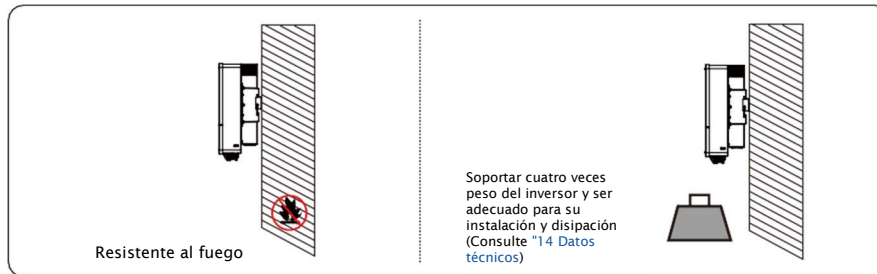 Resistente al fuego
Soportar cuatro veces
peso del inversor y ser
adecuado para su
instalación y disipación
(Consulte "14 Datos
técnicos)